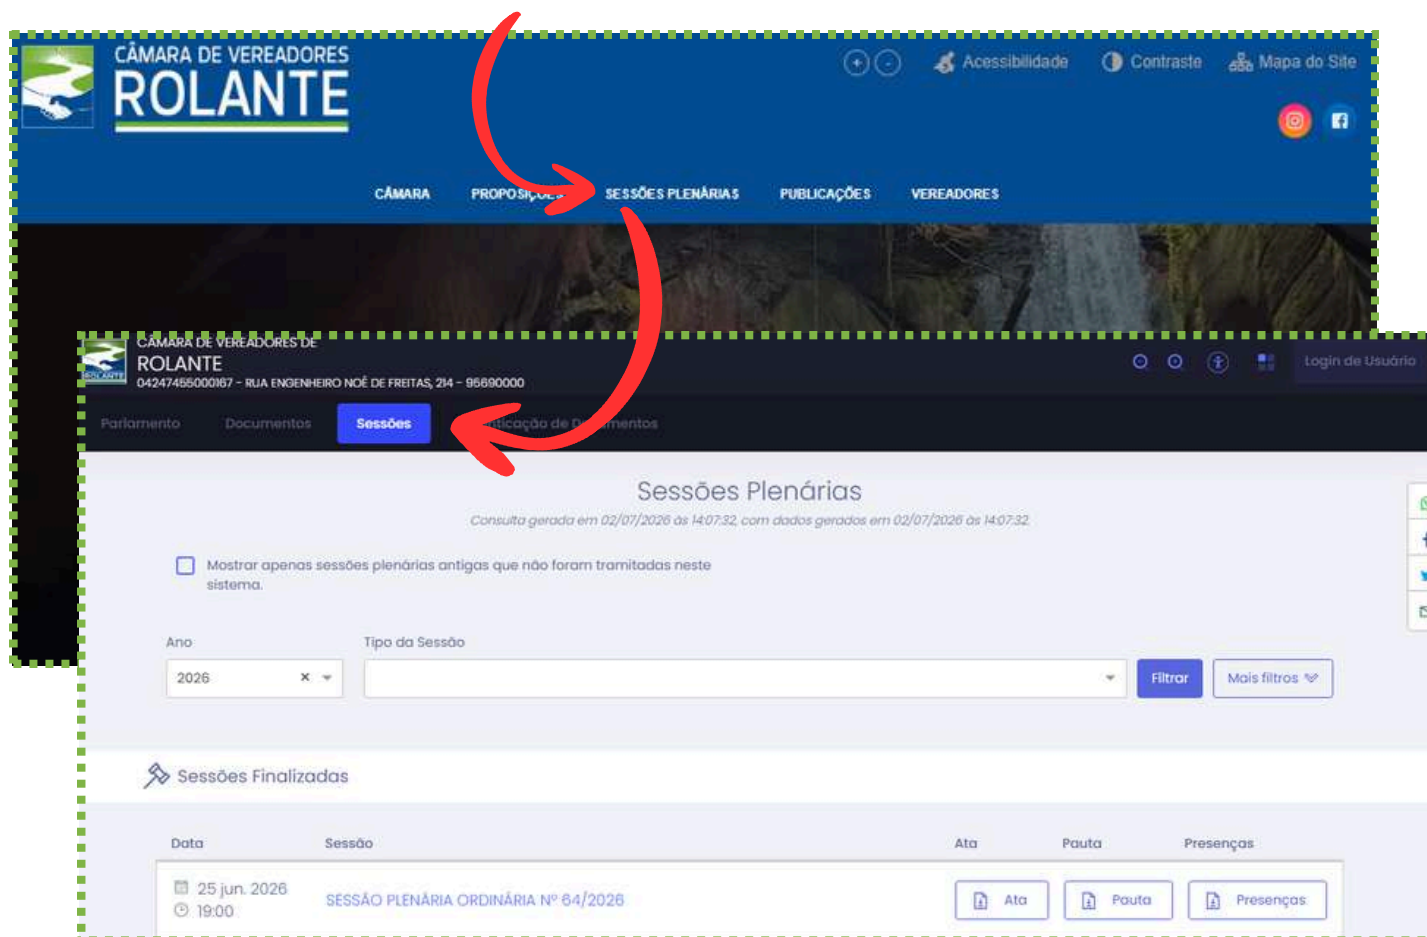 CÂMARA DE VEREADORES
ROLANTE
+ -
Acessibilidade
Contraste
Mapa do Site
CÂMARA
PROPOSIÇÕES
SESSÕES PLENÁRIAS
PUBLICAÇÕES
VEREADORES
CÂMARA DE VEREADORES DE
ROLANTE
04247455000167 - RUA ENGENHEIRO NOÊ DE FREITAS, 214 - 95690000
Login de Usuário
Parlamento
Documentos
Sessões
de Documentos
Sessões Plenárias
Consulta gerada em 02/07/2026 às 14:07:32, com dados gerados em 02/07/2026 às 14:07:32.
Mostrar apenas sessões plenárias antigas que não foram tramitadas neste
sistema.
Ano
Tipo da Sessão
2026
Filtrar
Mais filtros
Sessões Finalizadas
Data
Sessão
Ata
Pauta
Presenças
25 jun. 2026
19:00
SESSÃO PLENÁRIA ORDINÁRIA Nº 64/2026
Ata
Pauta
Presenças